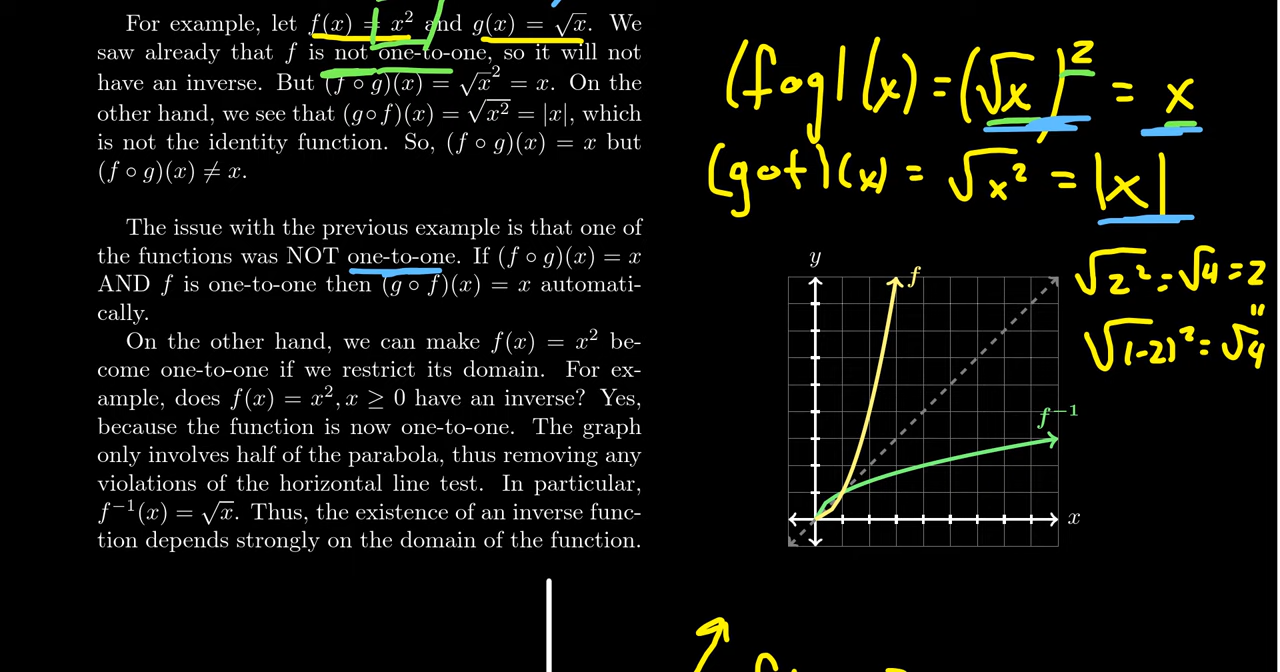 For example, let f(x) = x² and g(x) = √x. We
saw already that f is not one-to-one, so it will not
have an inverse. But (f ∘ g)(x) = √x² = x. On the
other hand, we see that (g∘f)(x) = √x² = |x|, which
is not the identity function. So, (f ∘ g)(x) = x but
(f ∘ g)(x) ≠ x.
The issue with the previous example is that one of
the functions was NOT one-to-one. If (f ∘ g)(x) = x
AND f is one-to-one then (g ∘ f)(x) = x automati-
cally.
On the other hand, we can make f(x) = x² be-
come one-to-one if we restrict its domain. For ex-
ample, does f(x) = x², x ≥ 0 have an inverse? Yes,
because the function is now one-to-one. The graph
only involves half of the parabola, thus removing any
violations of the horizontal line test. In particular,
f⁻¹(x) = √x. Thus, the existence of an inverse func-
tion depends strongly on the domain of the function.
(f∘g)(x) = (√x)² = x
(g∘f)(x) = √x² = |x|
y
f
f⁻¹
x
√2² = √4 = 2
"
√(-2)² = √4